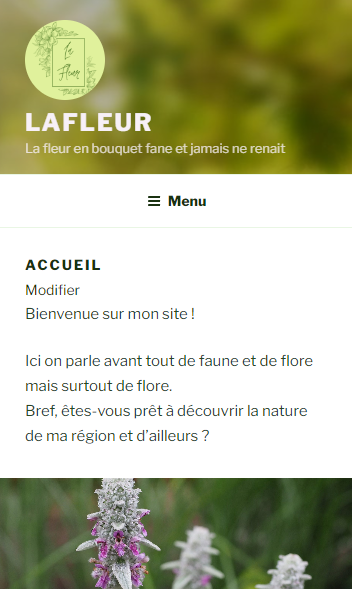 La
Fleur
LAFLEUR
La fleur en bouquet fane et jamais ne renait
Menu
ACCUEIL
Modifier
Bienvenue sur mon site !
Ici on parle avant tout de faune et de flore
mais surtout de flore.
Bref, êtes-vous prêt à découvrir la nature
de ma région et d'ailleurs ?